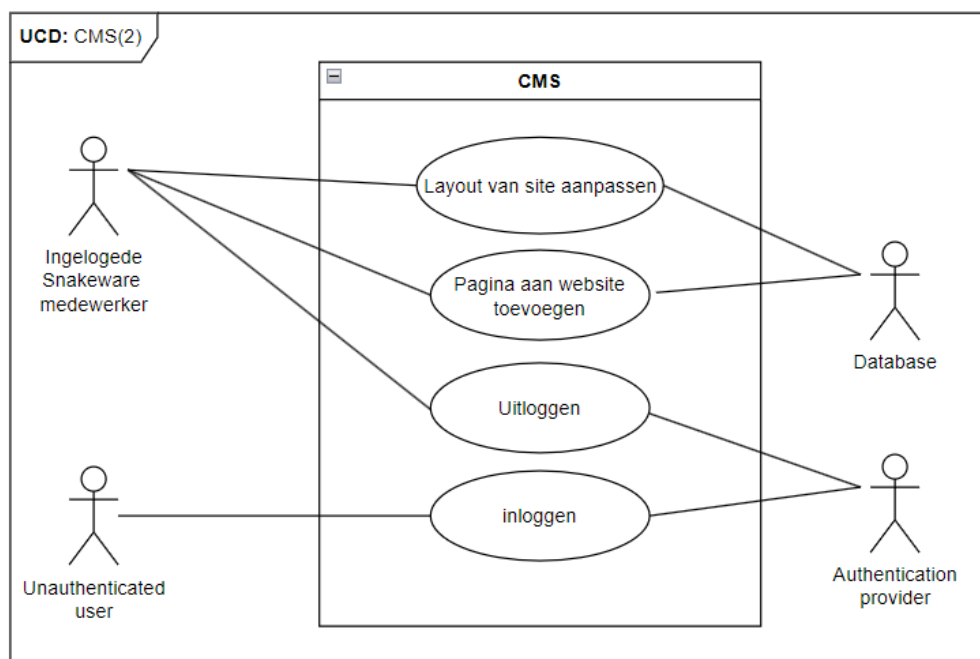 UCD: CMS(2)
CMS
Layout van site aanpassen
Pagina aan website
toevoegen
Uitloggen
inloggen
Ingelogede
Snakeware
medewerker
Unauthenticated
user
Database
Authentication
provider